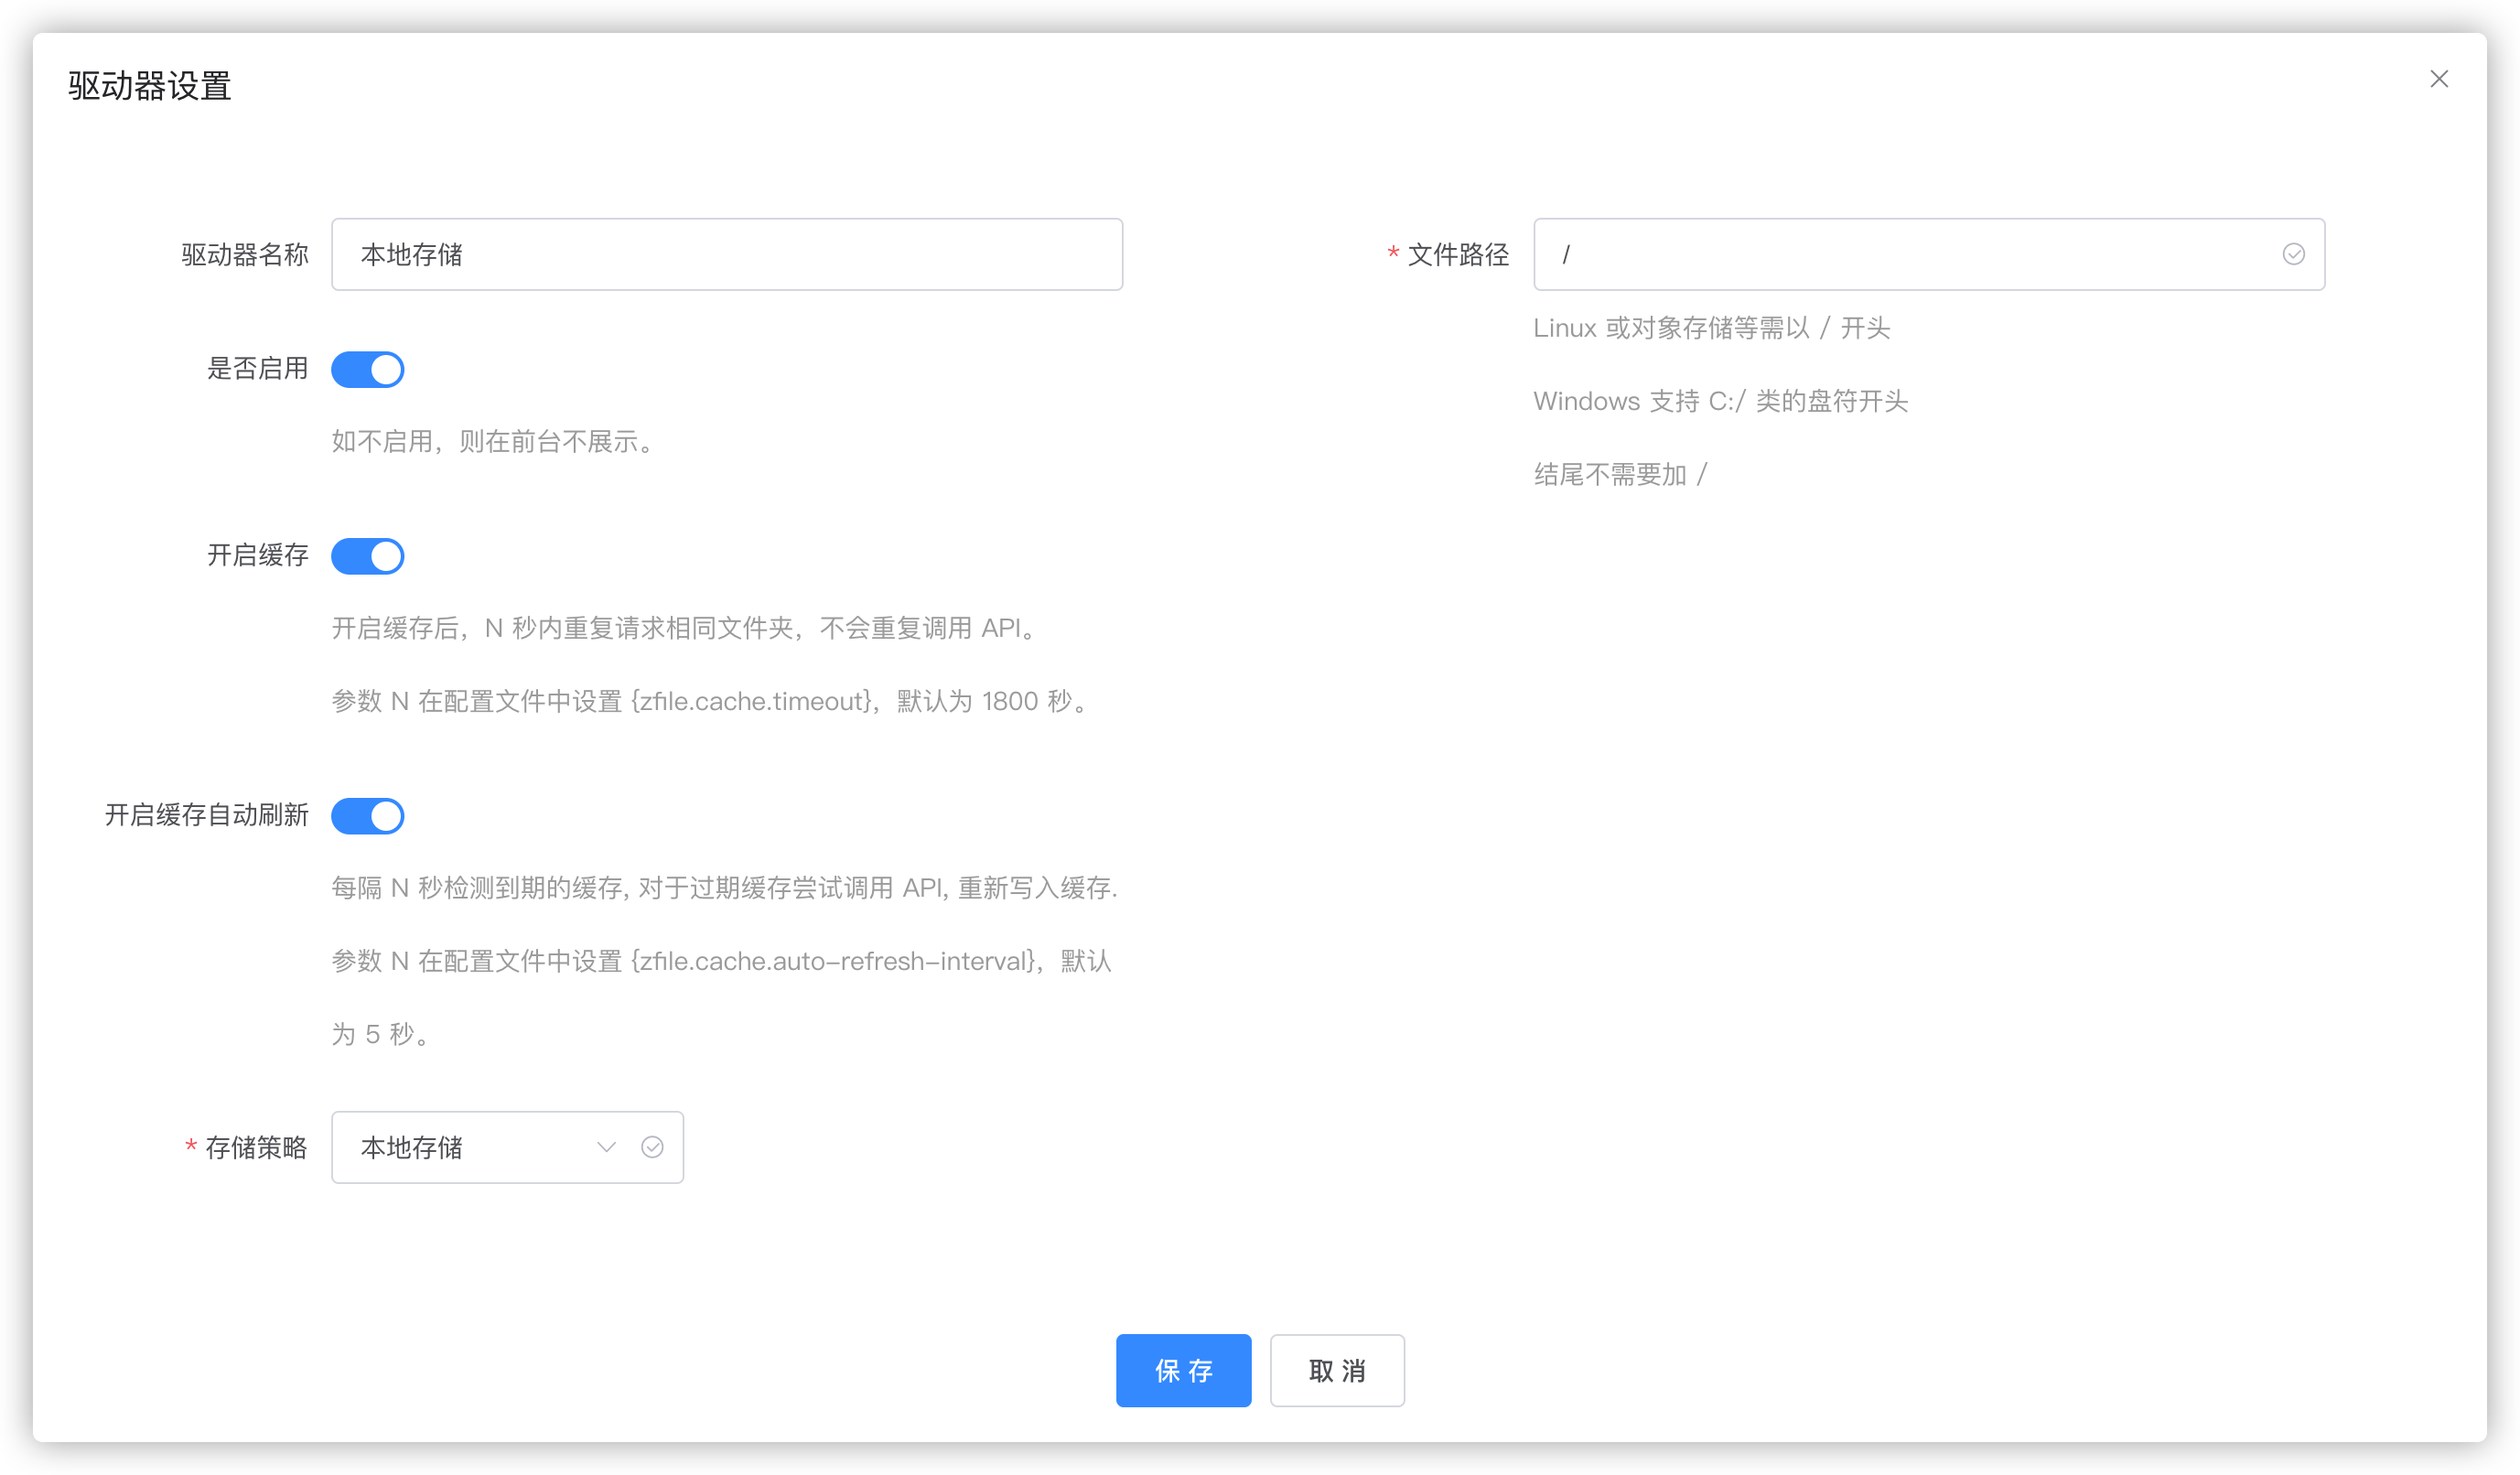 驱动器设置
驱动器名称
本地存储
是否启用
如不启用，则在前台不展示。
开启缓存
开启缓存后，N 秒内重复请求相同文件夹，不会重复调用 API。
参数 N 在配置文件中设置 {zfile.cache.timeout}，默认为 1800 秒。
开启缓存自动刷新
每隔 N 秒检测到期的缓存, 对于过期缓存尝试调用 API, 重新写入缓存.
参数 N 在配置文件中设置 {zfile.cache.auto-refresh-interval}，默认
为 5 秒。
* 存储策略
本地存储
* 文件路径
/
Linux 或对象存储等需以 / 开头
Windows 支持 C:/ 类的盘符开头
结尾不需要加 /
保 存
取 消